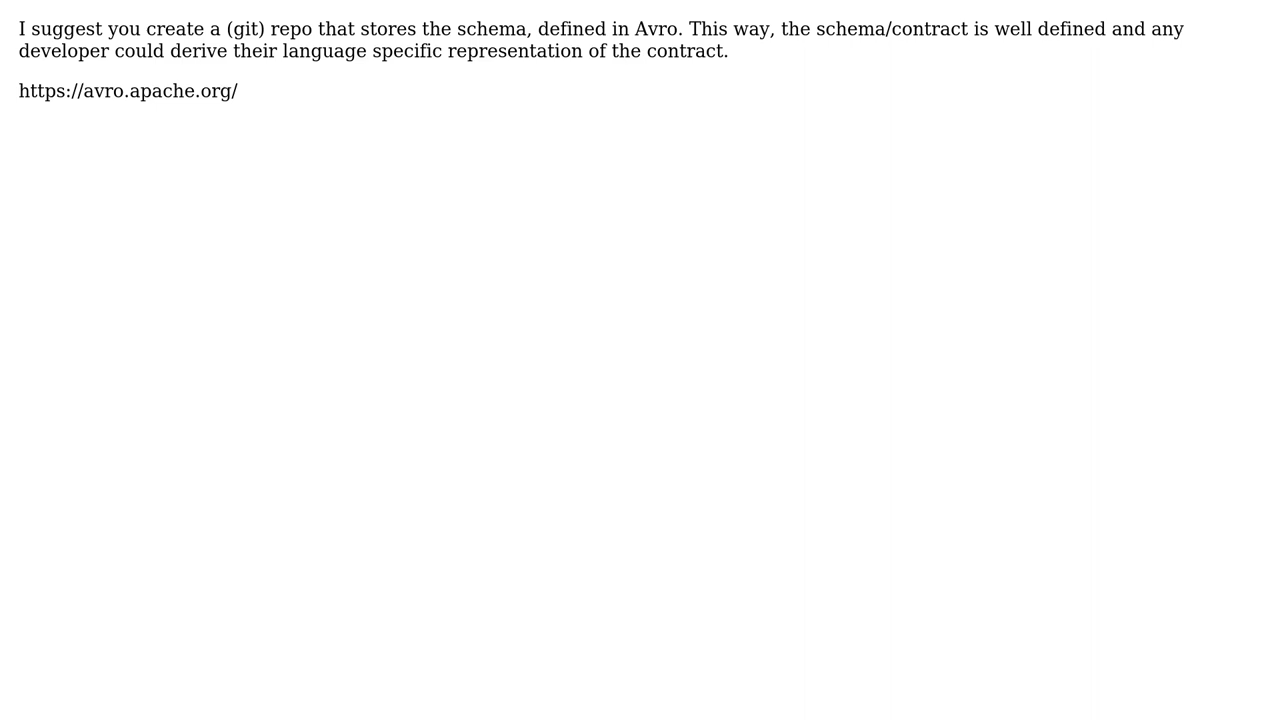 I suggest you create a (git) repo that stores the schema, defined in Avro. This way, the schema/contract is well defined and any
developer could derive their language specific representation of the contract.
https://avro.apache.org/